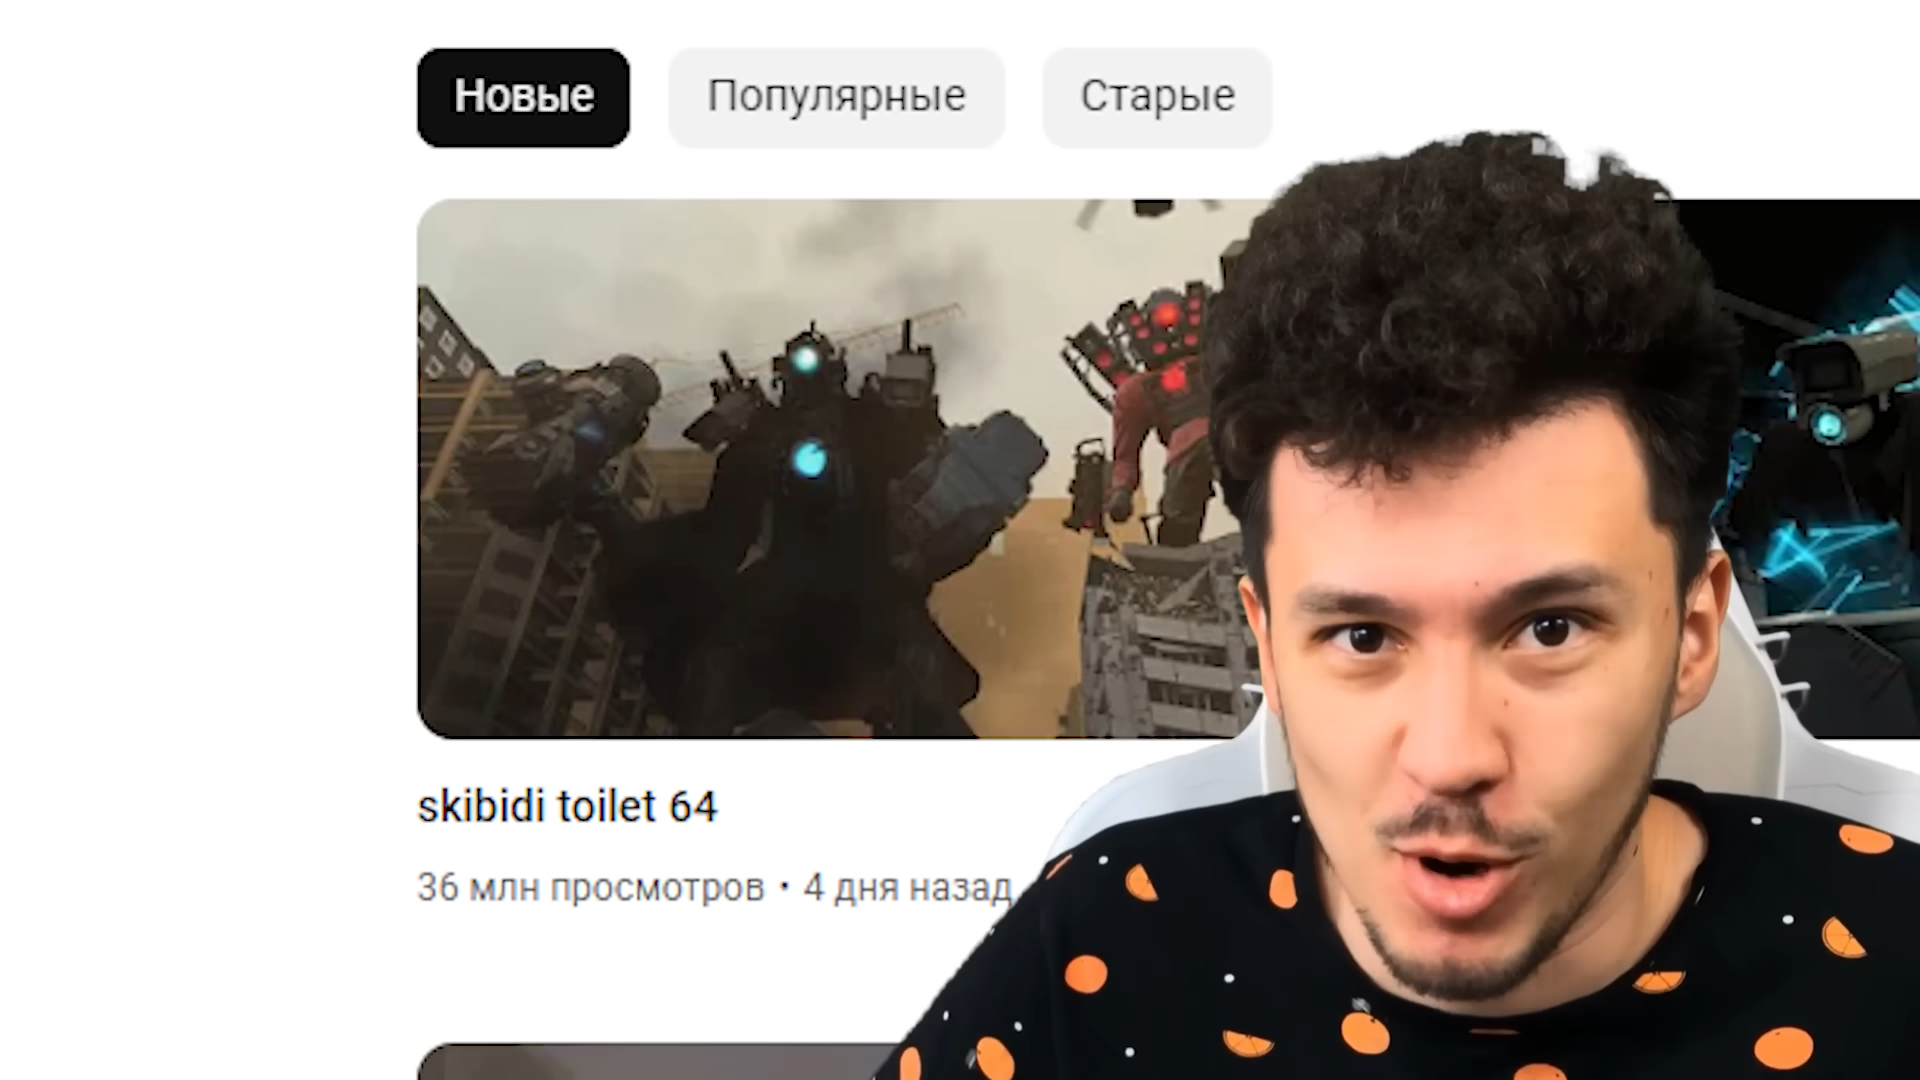 Новые
Популярные
Старые
skibidi toilet 64
36 млн просмотров • 4 дня назад